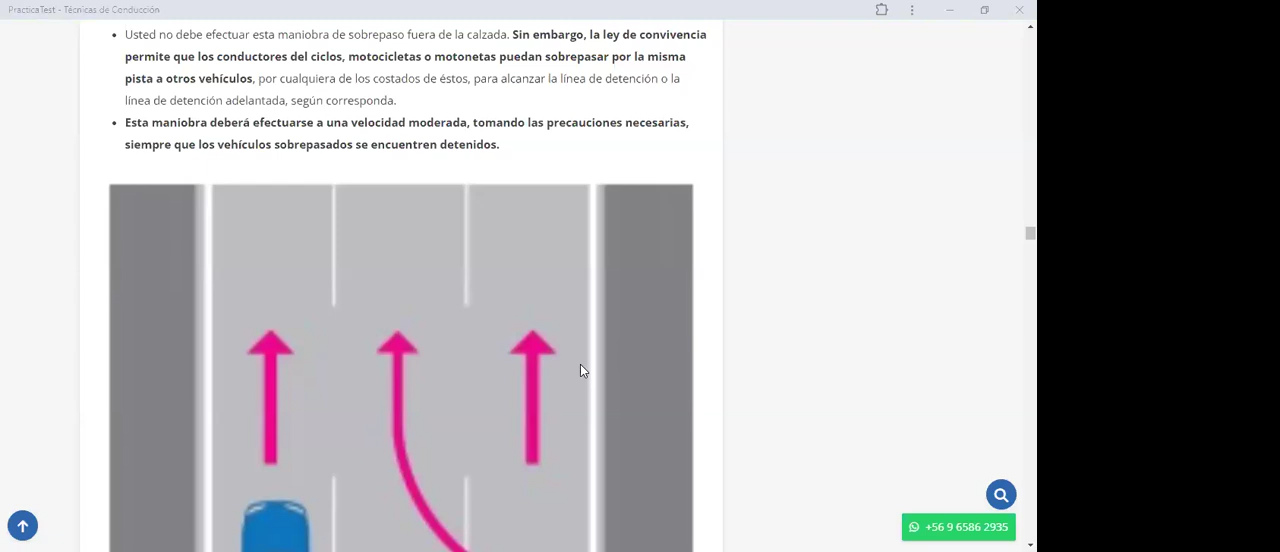 PracticaTest - Técnicas de Conducción
• Usted no debe efectuar esta maniobra de sobrepaso fuera de la calzada. Sin embargo, la ley de convivencia
permite que los conductores del ciclos, motocicletas o motonetas puedan sobrepasar por la misma
pista a otros vehículos, por cualquiera de los costados de éstos, para alcanzar la línea de detención o la
línea de detención adelantada, según corresponda.
• Esta maniobra deberá efectuarse a una velocidad moderada, tomando las precauciones necesarias,
siempre que los vehículos sobrepasados se encuentren detenidos.
+56 9 6586 2935